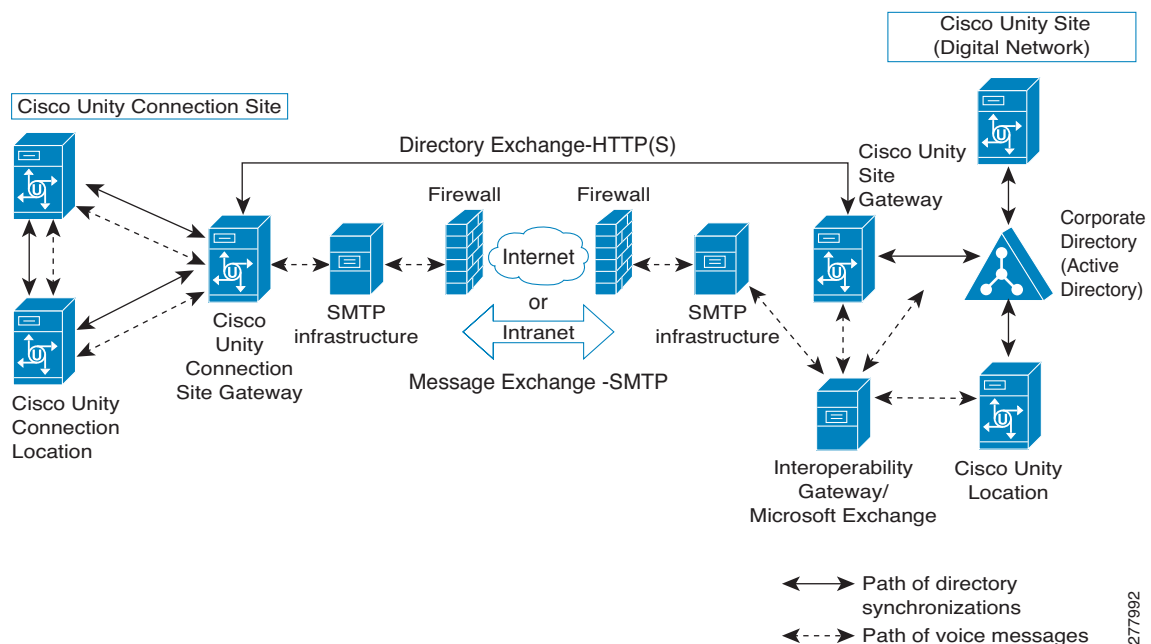 Cisco Unity Site
(Digital Network)
Cisco Unity Connection Site
Directory Exchange-HTTP(S)
Cisco Unity
Site
Gateway
Firewall
Firewall
Corporate
Directory
(Active
Directory)
Internet
or
Intranet
SMTP
infrastructure
SMTP
infrastructure
Cisco
Unity
Connection
Site Gateway
Message Exchange -SMTP
Cisco Unity
Connection
Location
Interoperability
Gateway/
Microsoft Exchange
Cisco Unity
Location
Path of directory
synchronizations
Path of voice messages
277992
U
U
U
U
U
U